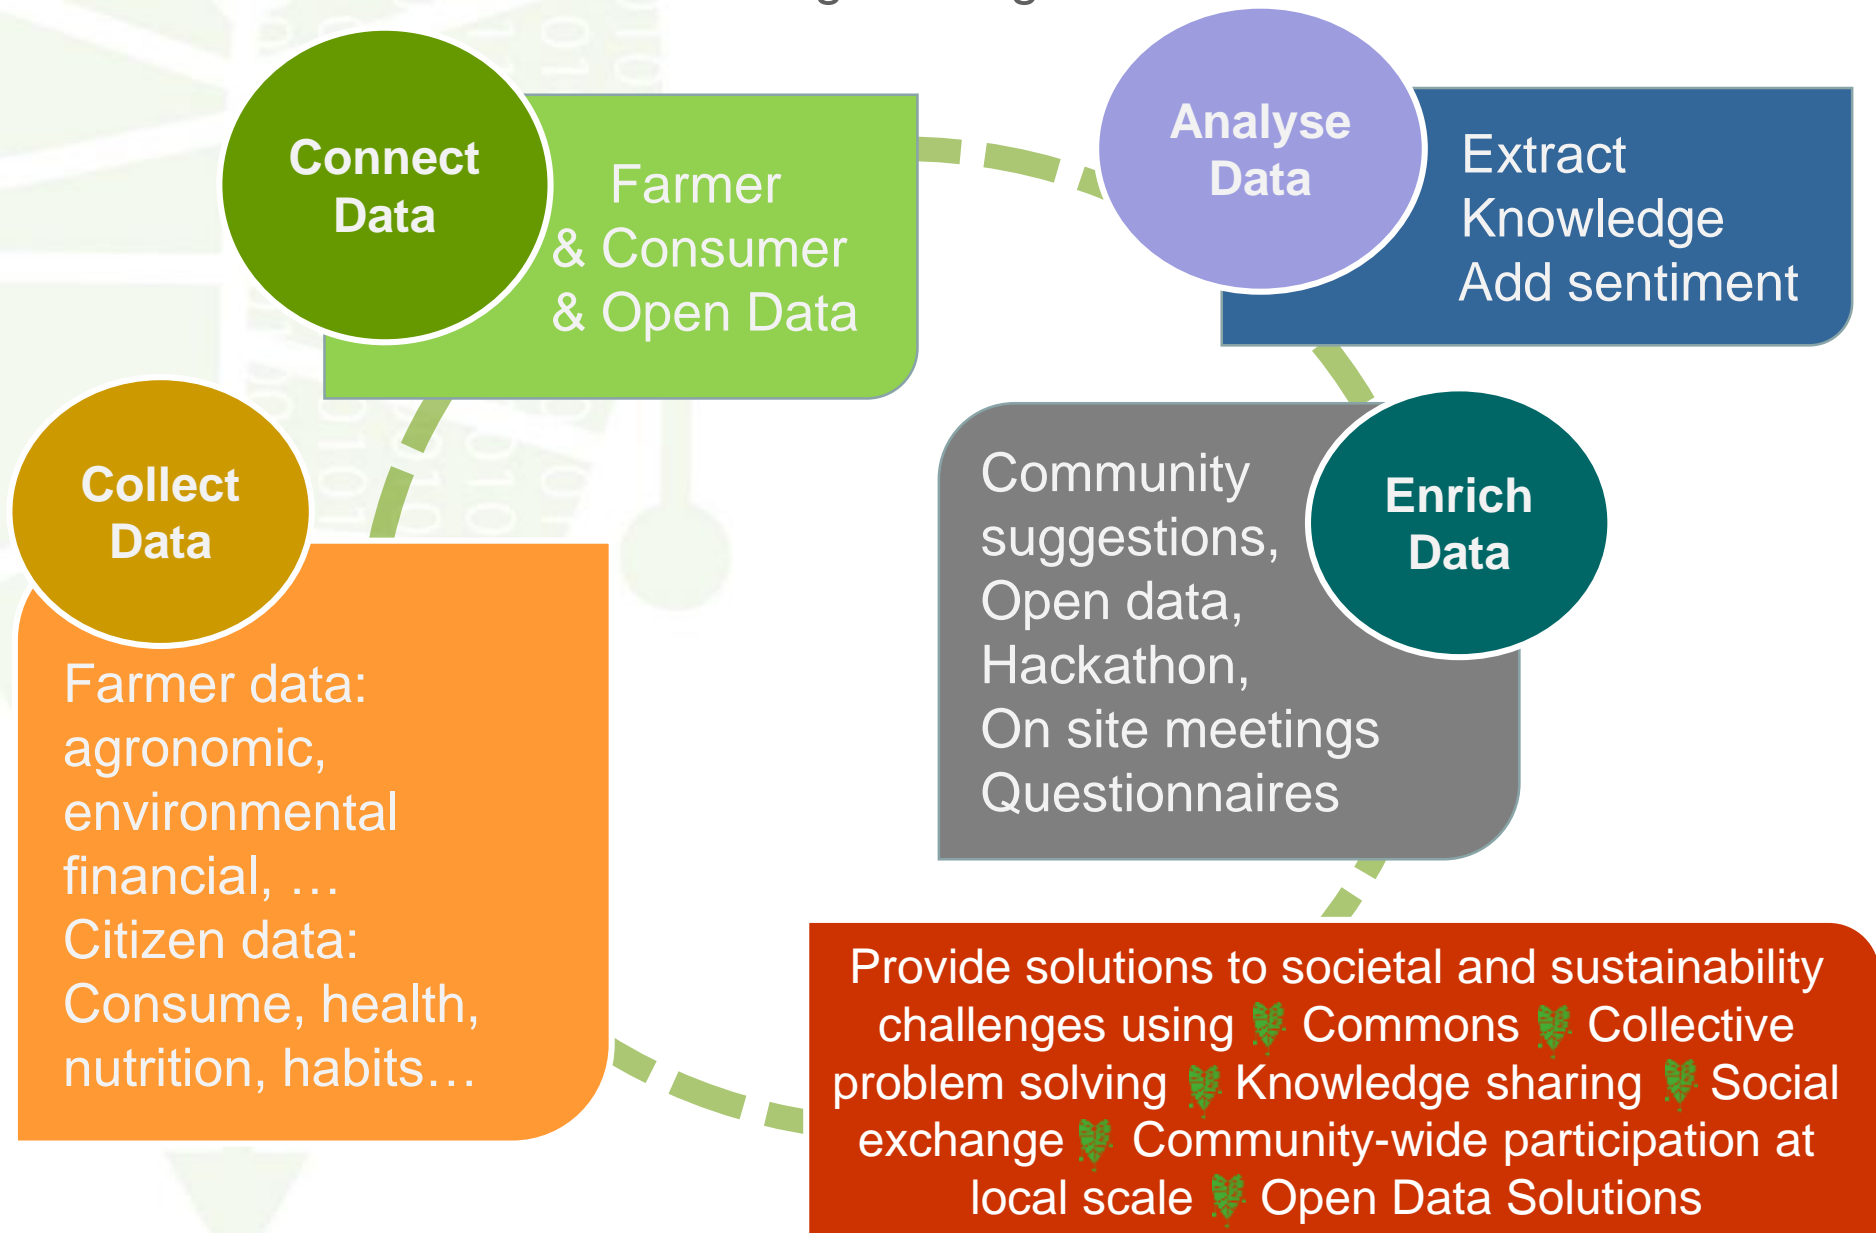 Connect
Data
Farmer
& Consumer
& Open Data
Analyse
Data
Extract
Knowledge
Add sentiment
Collect
Data
Farmer data:
agronomic,
environmental
financial, …
Citizen data:
Consume, health,
nutrition, habits…
Community
suggestions,
Open data,
Hackathon,
On site meetings
Questionnaires
Enrich
Data
Provide solutions to societal and sustainability
challenges using Commons Collective
problem solving Knowledge sharing Social
exchange Community-wide participation at
local scale Open Data Solutions